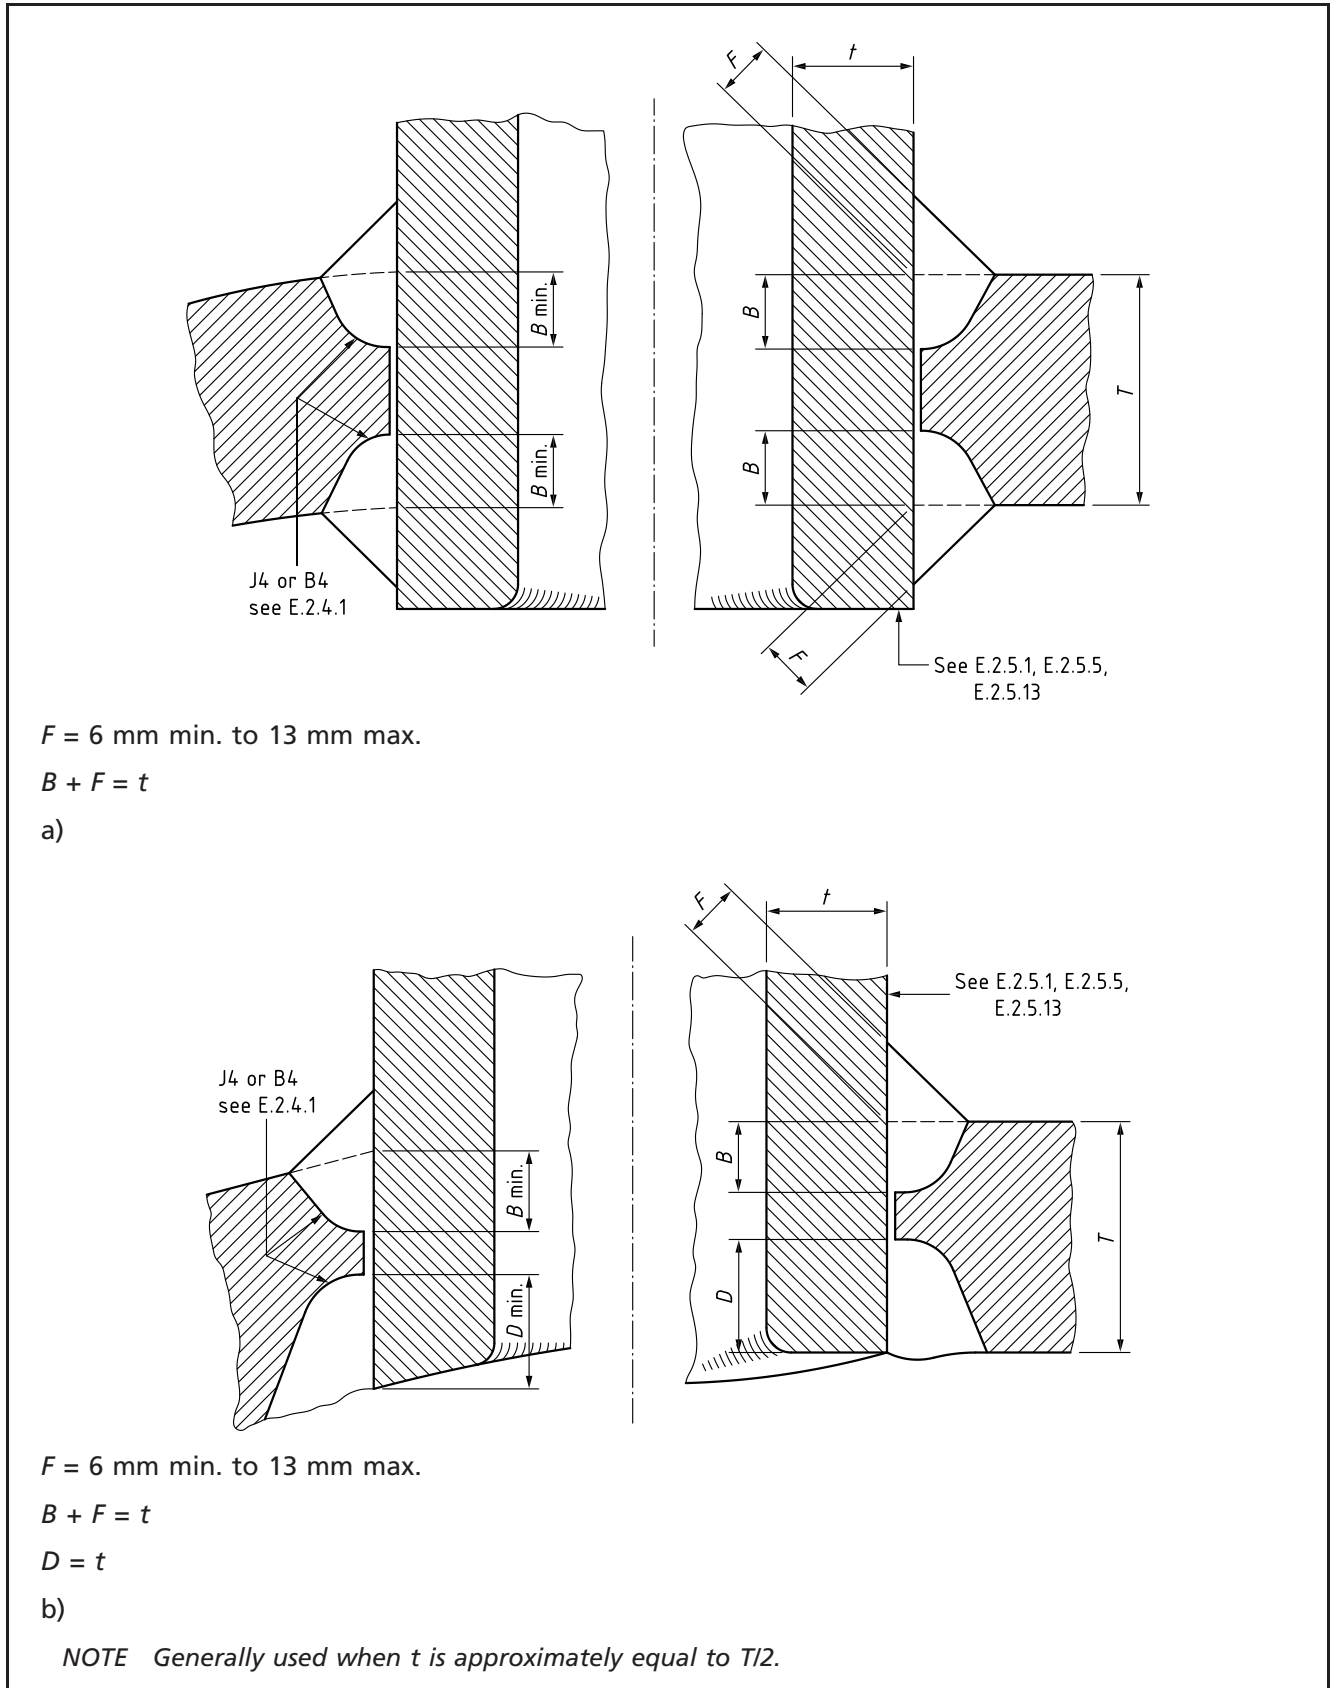 F
t
B min.
B
T
B min.
B
J4 or B4
see E.2.4.1
F
See E.2.5.1, E.2.5.5,
E.2.5.13
F = 6 mm min. to 13 mm max.
B + F = t
a)
F
t
See E.2.5.1, E.2.5.5,
E.2.5.13
J4 or B4
see E.2.4.1
B min.
B
T
D min.
D
F = 6 mm min. to 13 mm max.
B + F = t
D = t
b)
NOTE Generally used when t is approximately equal to T/2.